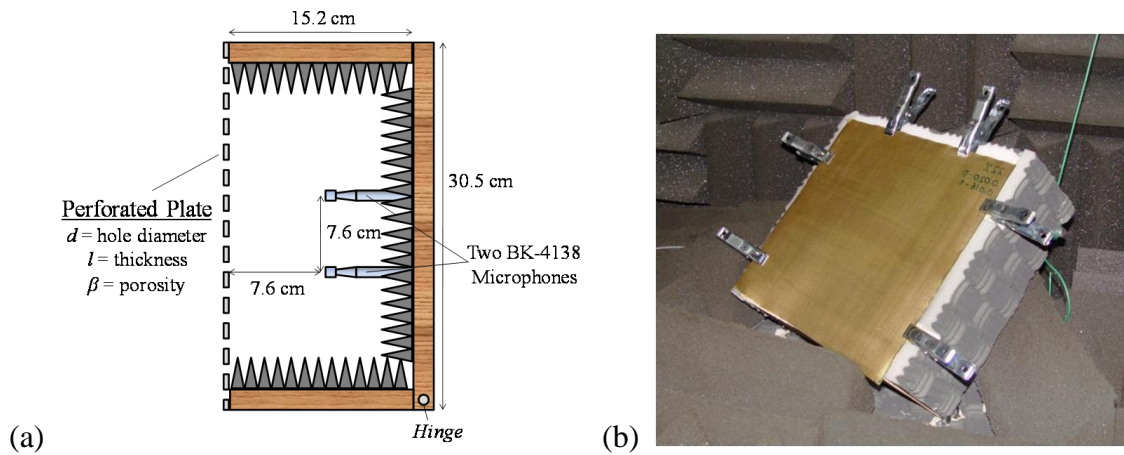 (a)
15.2 cm
30.5 cm
Perforated Plate
d = hole diameter
l = thickness
β = porosity
7.6 cm
7.6 cm
Two BK-4138
Microphones
Hinge
(b)